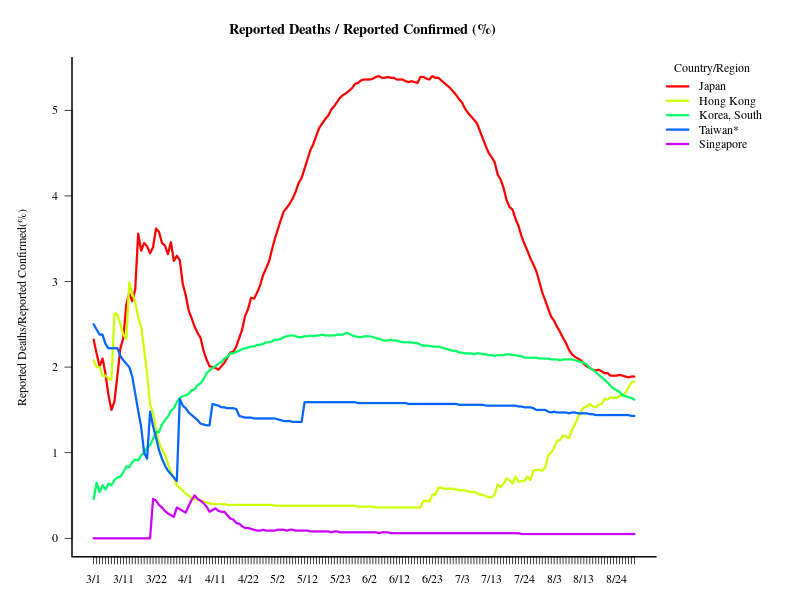 Reported Deaths / Reported Confirmed (%)
Country/Region
Japan
Hong Kong
Korea, South
Taiwan*
Singapore
Reported Deaths/Reported Confirmed(%)
5
4
3
2
1
0
3/1 3/11 3/22 4/1 4/11 4/22 5/2 5/12 5/23 6/2 6/12 6/23 7/3 7/13 7/24 8/3 8/13 8/24